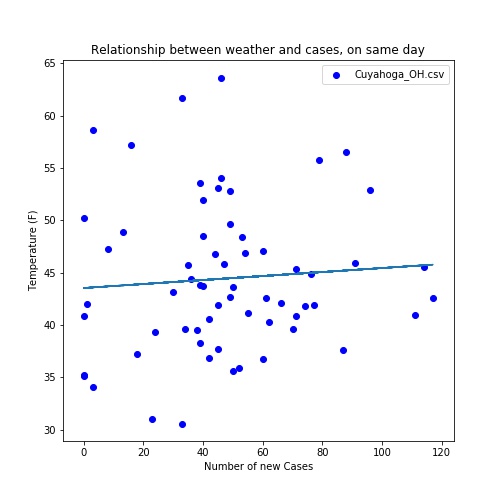 Relationship between weather and cases, on same day
Cuyahoga_OH.csv
65
60
55
50
45
40
35
30
Temperature (F)
0 20 40 60 80 100 120
Number of new Cases